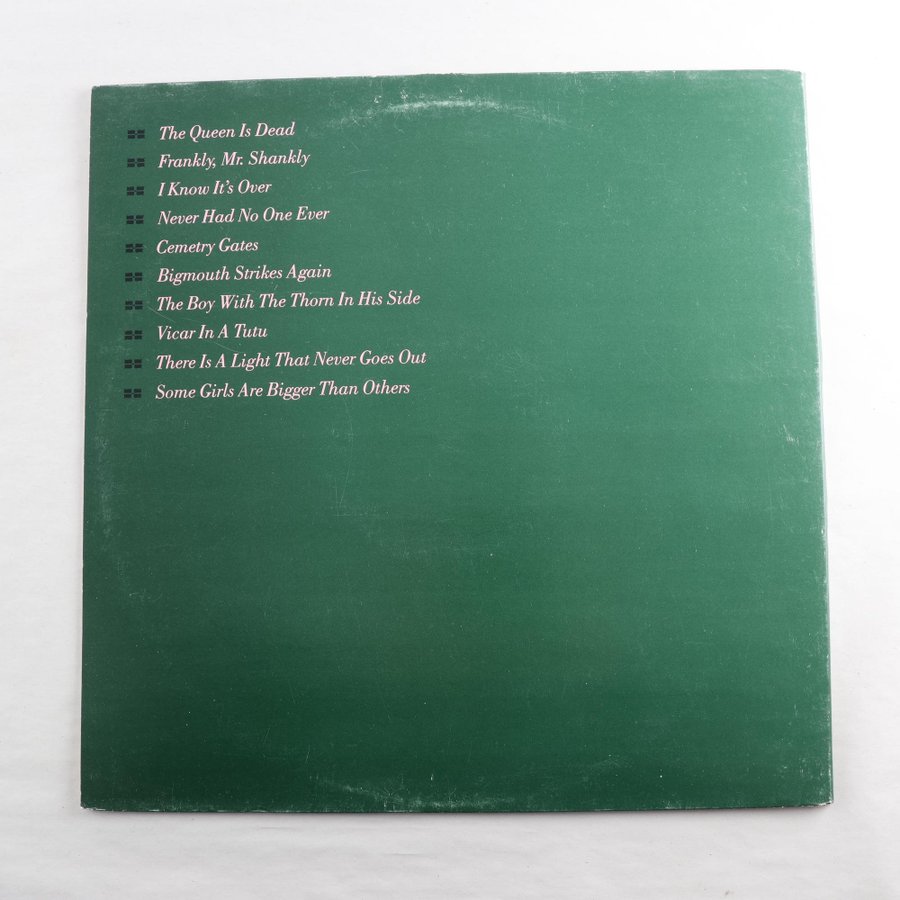 The Queen Is Dead
Frankly, Mr. Shankly
I Know It's Over
Never Had No One Ever
Cemetry Gates
Bigmouth Strikes Again
The Boy With The Thorn In His Side
Vicar In A Tutu
There Is A Light That Never Goes Out
Some Girls Are Bigger Than Others